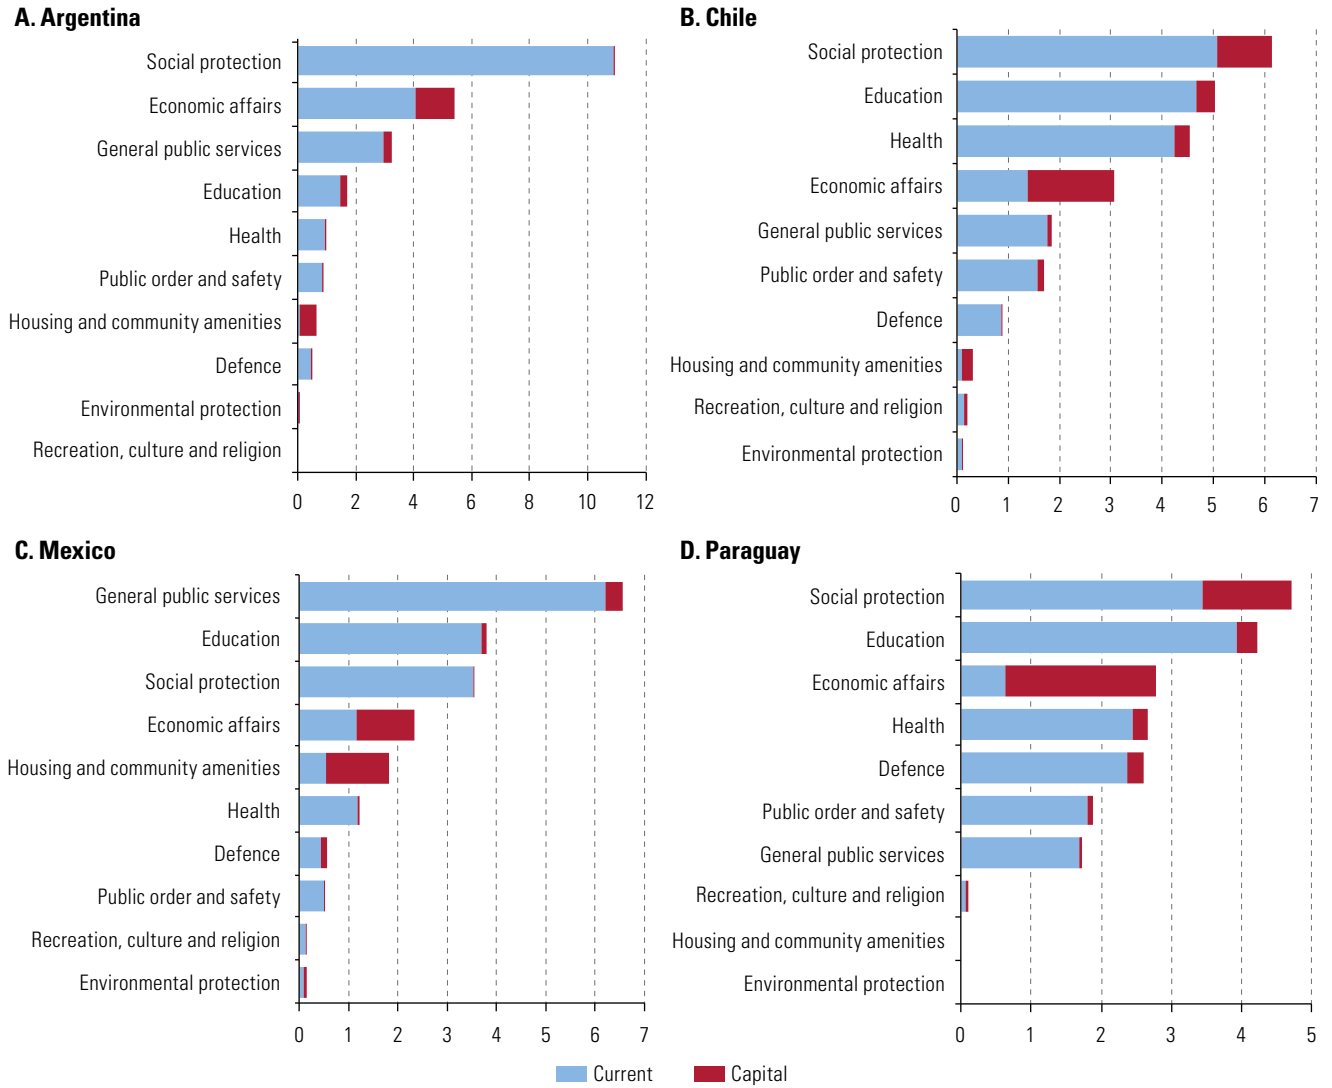 A. Argentina
Social protection
Economic affairs
General public services
Education
Health
Public order and safety
Housing and community amenities
Defence
Environmental protection
Recreation, culture and religion
0 2 4 6 8 10 12
B. Chile
Social protection
Education
Health
Economic affairs
General public services
Public order and safety
Defence
Housing and community amenities
Recreation, culture and religion
Environmental protection
0 1 2 3 4 5 6 7
C. Mexico
General public services
Education
Social protection
Economic affairs
Housing and community amenities
Health
Defence
Public order and safety
Recreation, culture and religion
Environmental protection
0 1 2 3 4 5 6 7
D. Paraguay
Social protection
Education
Economic affairs
Health
Defence
Public order and safety
General public services
Recreation, culture and religion
Housing and community amenities
Environmental protection
0 1 2 3 4 5
Current Capital